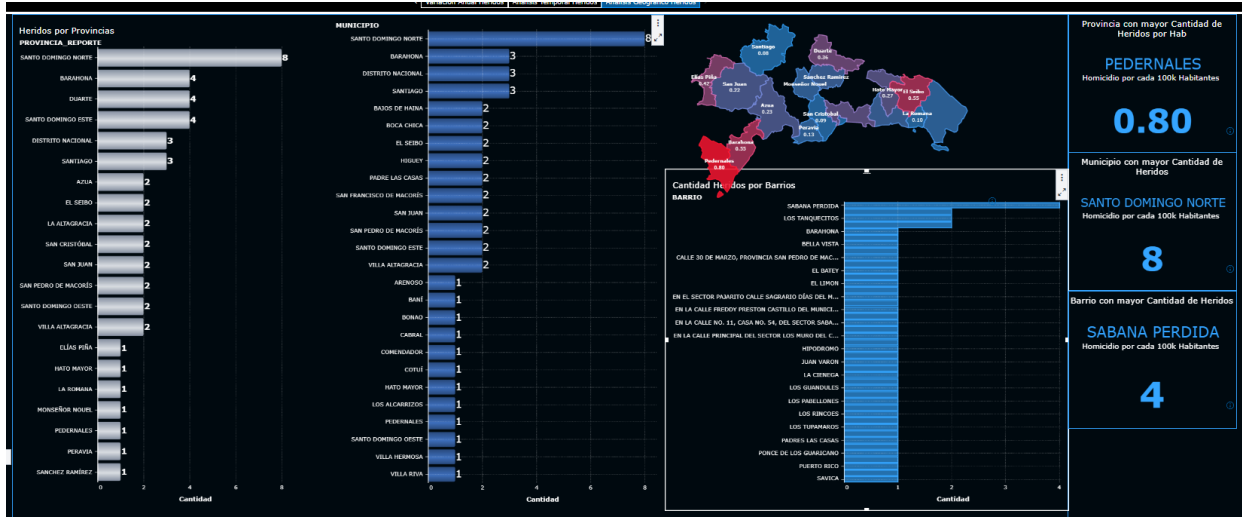 Variación Anual Heridos
Análisis Temporal Heridos
Análisis Geográfico Heridos
Heridos por Provincias
PROVINCIA_REPORTE
SANTO DOMINGO NORTE 8
BARAHONA 4
DUARTE 4
SANTO DOMINGO ESTE 4
DISTRITO NACIONAL 3
SANTIAGO 3
AZUA 2
EL SEIBO 2
LA ALTAGRACIA 2
SAN CRISTÓBAL 2
SAN JUAN 2
SAN PEDRO DE MACORÍS 2
SANTO DOMINGO OESTE 2
VILLA ALTAGRACIA 2
ELÍAS PIÑA 1
HATO MAYOR 1
LA ROMANA 1
MONSEÑOR NOUEL 1
PEDERNALES 1
PERAVIA 1
SANCHEZ RAMÍREZ 1
0 2 4 6 8
Cantidad
MUNICIPIO
SANTO DOMINGO NORTE 8
BARAHONA 3
DISTRITO NACIONAL 3
SANTIAGO 3
BAJOS DE HAINA 2
BOCA CHICA 2
EL SEIBO 2
HIGUEY 2
PADRE LAS CASAS 2
SAN FRANCISCO DE MACORÍS 2
SAN JUAN 2
SAN PEDRO DE MACORÍS 2
SANTO DOMINGO ESTE 2
VILLA ALTAGRACIA 2
ARENOSO 1
BANÍ 1
BONAO 1
CABRAL 1
COMENDADOR 1
COTUÍ 1
HATO MAYOR 1
LOS ALCARRIZOS 1
PEDERNALES 1
SANTO DOMINGO OESTE 1
VILLA HERMOSA 1
VILLA RIVA 1
0 2 4 6 8
Cantidad
Santiago
0.08
Duarte
0.26
Elías Piña
0.42
San Juan
0.22
Sánchez Ramírez
Monseñor Nouel
Hato Mayor
0.27
El Seibo
0.55
Azua
0.23
San Cristóbal
0.09
La Romana
0.10
Peravia
0.13
Barahona
0.35
Pedernales
0.80
Cantidad Heridos por Barrios
BARRIO
SABANA PERDIDA
LOS TANQUECITOS
BARAHONA
BELLA VISTA
CALLE 30 DE MARZO, PROVINCIA SAN PEDRO DE MAC...
EL BATEY
EL LIMON
EN EL SECTOR PAJARITO CALLE SAGRARIO DÍAS DEL M...
EN LA CALLE FREDDY PRESTON CASTILLO DEL MUNICI...
EN LA CALLE NO. 11, CASA NO. 54, DEL SECTOR SABA...
EN LA CALLE PRINCIPAL DEL SECTOR LOS MURO DEL C...
HIPODROMO
JUAN VARON
LA CIENEGA
LOS GUANDULES
LOS PABELLONES
LOS RINCOES
LOS TUPAMAROS
PADRES LAS CASAS
PONCE DE LOS GUARICANO
PUERTO RICO
SAVICA
0 1 2 3 4
Cantidad
Provincia con mayor Cantidad de
Heridos por Hab
PEDERNALES
Homicidio por cada 100k Habitantes
0.80
Municipio con mayor Cantidad de
Heridos
SANTO DOMINGO NORTE
Homicidio por cada 100k Habitantes
8
Barrio con mayor Cantidad de Heridos
SABANA PERDIDA
Homicidio por cada 100k Habitantes
4